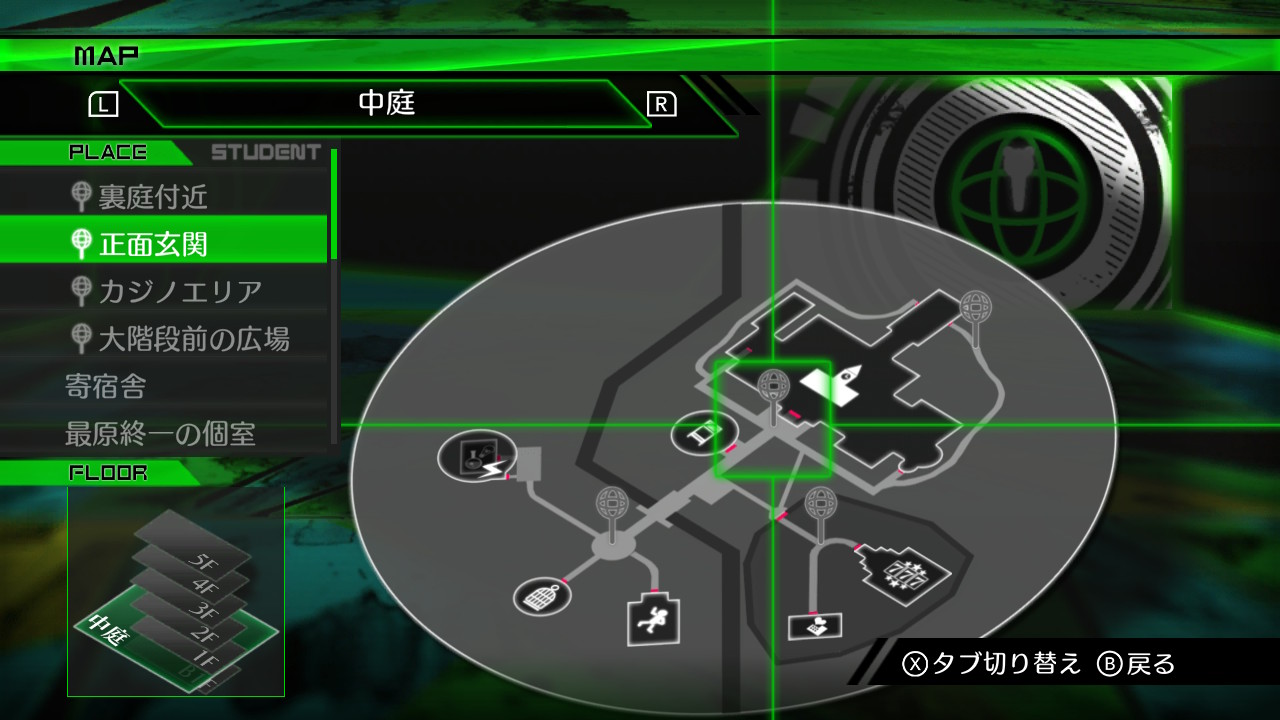 MAP
L
中庭
R
PLACE
STUDENT
裏庭付近
正面玄関
カジノエリア
大階段前の広場
寄宿舎
最原終一の個室
FLOOR
5F
4F
3F
2F
1F
中庭
777
Xタブ切り替え B戻る